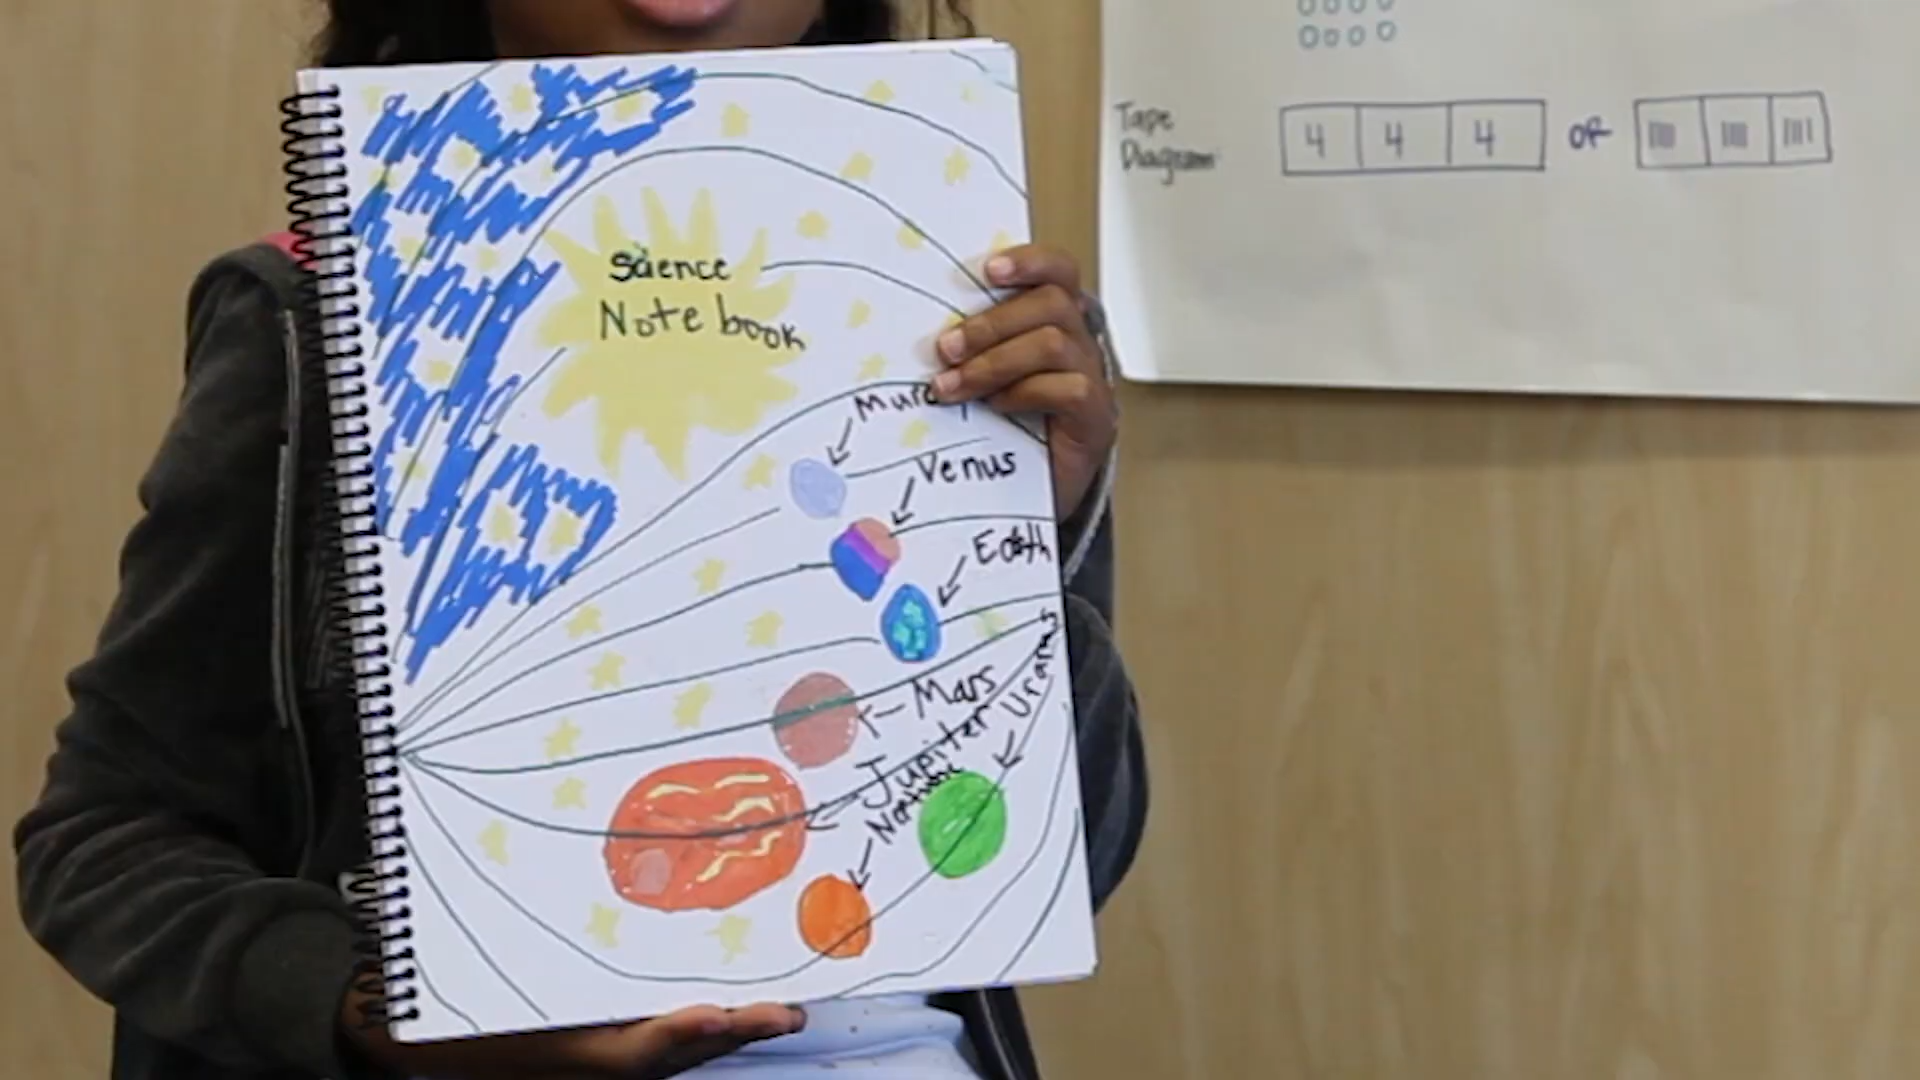 Science
Note book
Venus
Earth
Mars
Jupiter
Uranus
Tape
Diagram
4 4 4 or